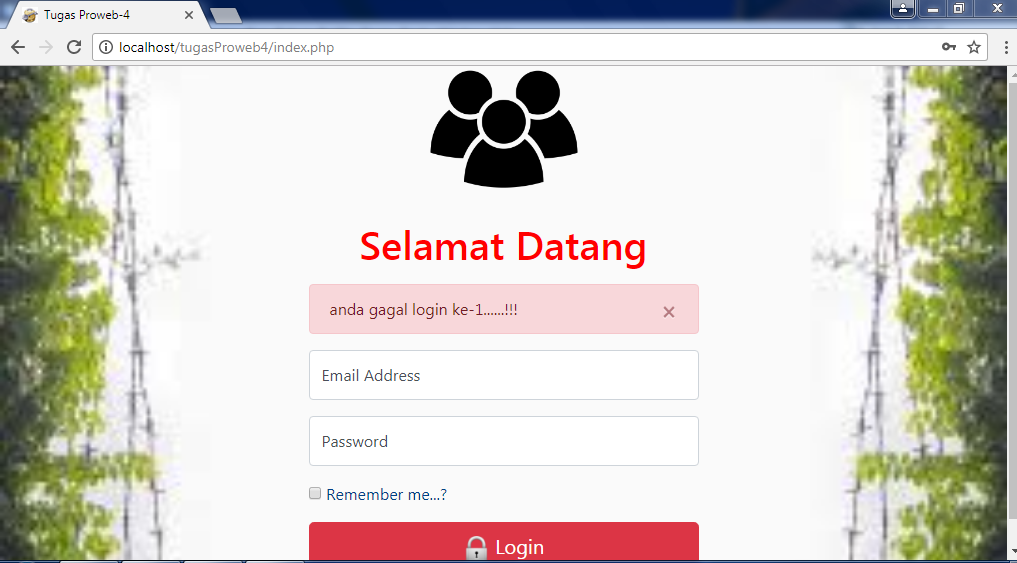 Tugas Proweb-4
localhost/tugasProweb4/index.php
Selamat Datang
anda gagal login ke-1......!!!
Email Address
Password
Remember me...?
Login